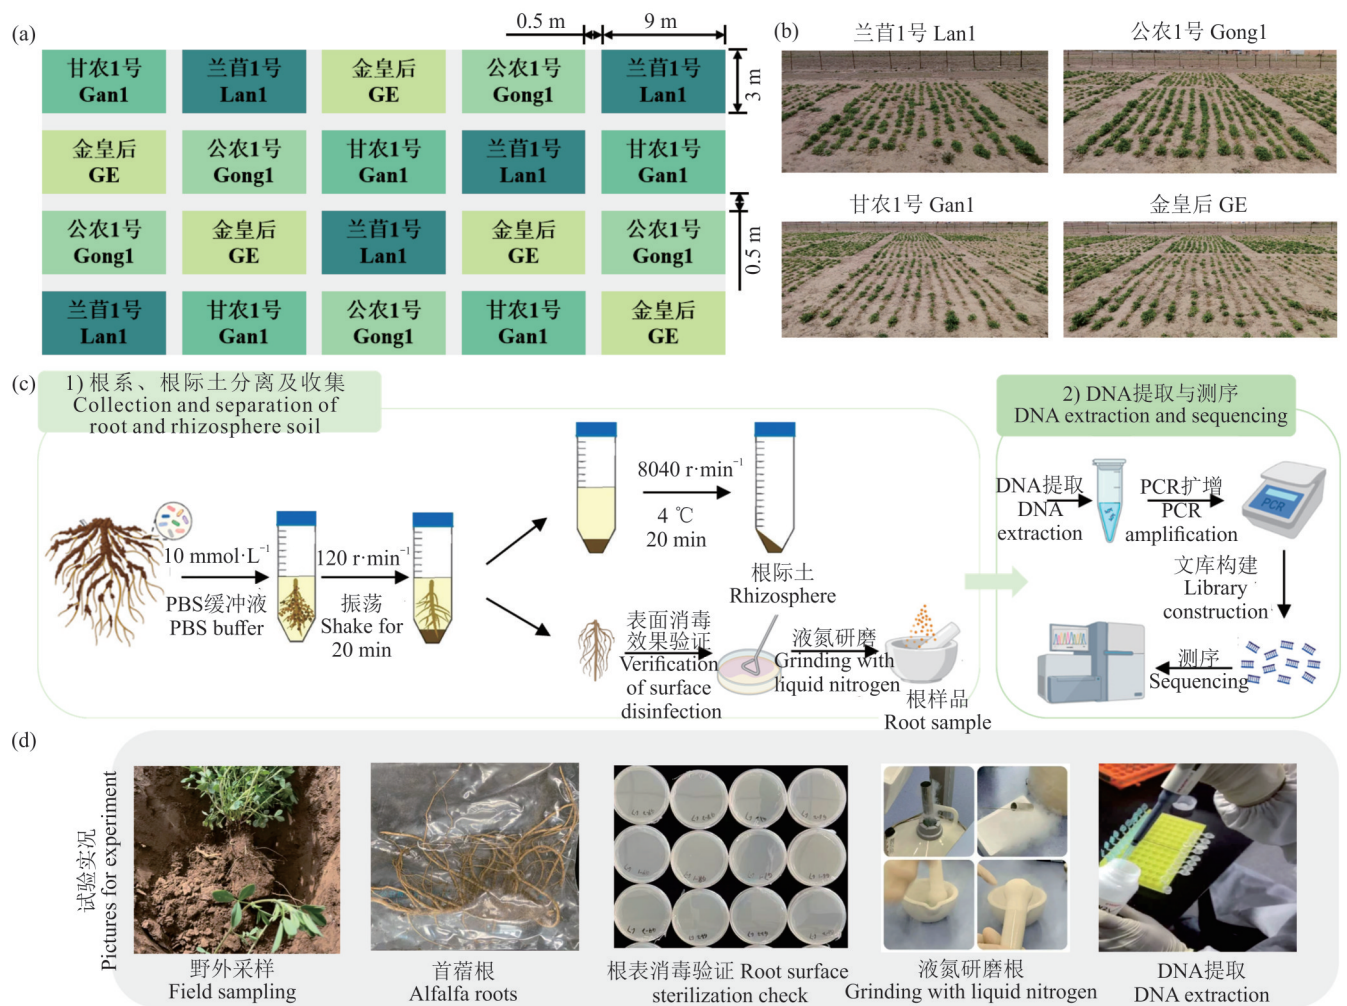 (a)
0.5 m
9 m
3 m
甘农1号
Gan1
兰苜1号
Lan1
金皇后
GE
公农1号
Gong1
兰苜1号
Lan1
金皇后
GE
公农1号
Gong1
甘农1号
Gan1
兰苜1号
Lan1
甘农1号
Gan1
公农1号
Gong1
金皇后
GE
兰苜1号
Lan1
金皇后
GE
公农1号
Gong1
0.5 m
兰苜1号
Lan1
甘农1号
Gan1
公农1号
Gong1
甘农1号
Gan1
金皇后
GE
(b)
兰苜1号 Lan1
公农1号 Gong1
甘农1号 Gan1
金皇后 GE
(c)
1) 根系、根际土分离及收集
Collection and separation of
root and rhizosphere soil
10 mmol·L⁻¹
PBS缓冲液
PBS buffer
120 r·min⁻¹
振荡
Shake for
20 min
8040 r·min⁻¹
4 ℃
20 min
根际土
Rhizosphere
表面消毒
效果验证
Verification
of surface
disinfection
液氮研磨
Grinding with
liquid nitrogen
根样品
Root sample
2) DNA提取与测序
DNA extraction and sequencing
DNA提取
DNA
extraction
PCR扩增
PCR
amplification
PCR
文库构建
Library
construction
测序
Sequencing
(d)
试验实况
Pictures for experiment
野外采样
Field sampling
苜蓿根
Alfalfa roots
根表消毒验证 Root surface
sterilization check
液氮研磨根
Grinding with liquid nitrogen
DNA提取
DNA extraction